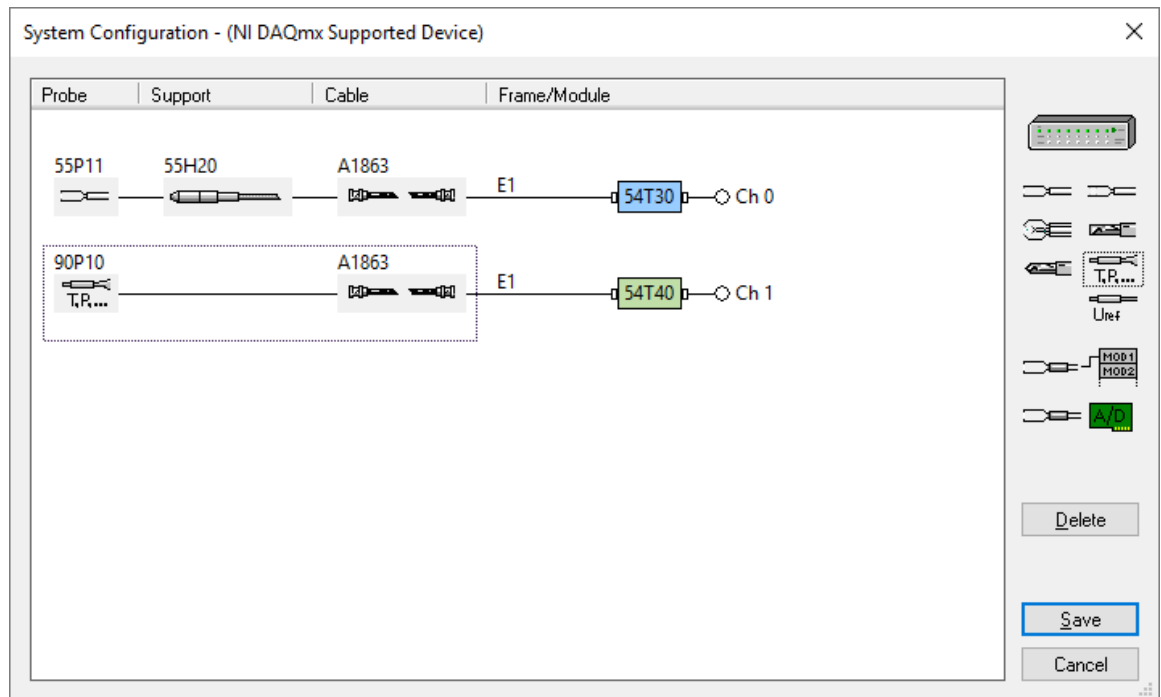 System Configuration - (NI DAQmx Supported Device)
Probe Support Cable Frame/Module
55P11 55H20 A1863
E1 54T30 Ch 0
90P10 A1863
T,P,... E1 54T40 Ch 1
T,P,...
Uref
MOD1
MOD2
A/D
Delete
Save
Cancel